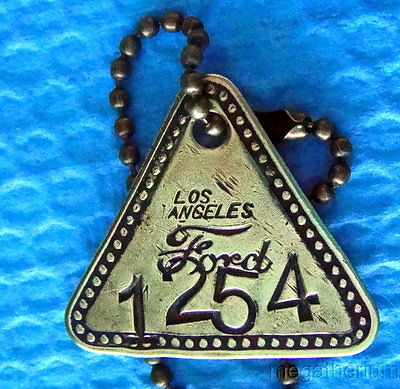 LOS
ANGELES
Ford
1254
megatherium